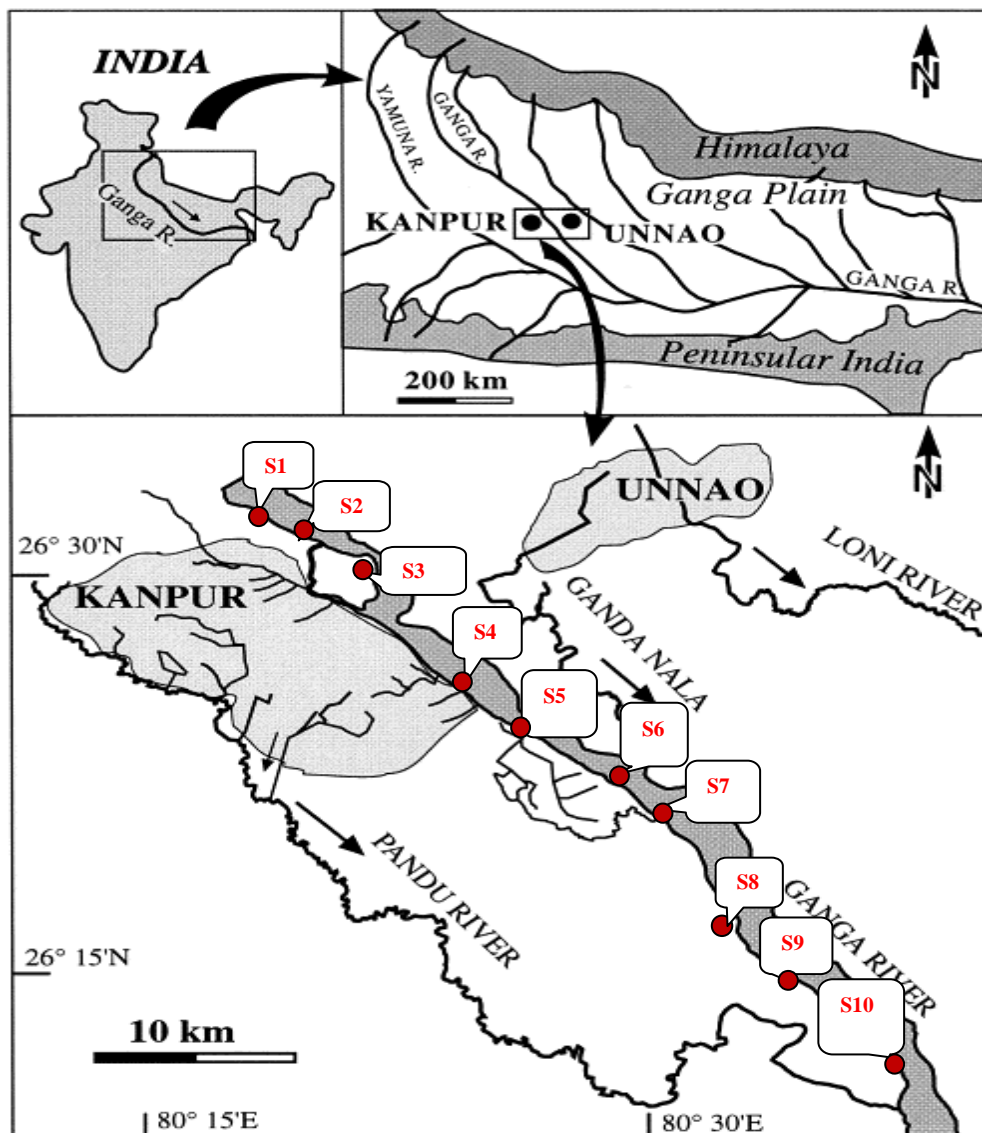 INDIA
Ganga R.
N
YAMUNA R.
GANGA R.
Himalaya
Ganga Plain
KANPUR
UNNAO
GANGA R.
Peninsular India
200 km
N
S1
UNNAO
S2
26° 30'N
LONI RIVER
S3
KANPUR
GANDA NALA
S4
S5
S6
S7
PANDU RIVER
S8
GANGA RIVER
S9
26° 15'N
S10
10 km
80° 15'E
80° 30'E